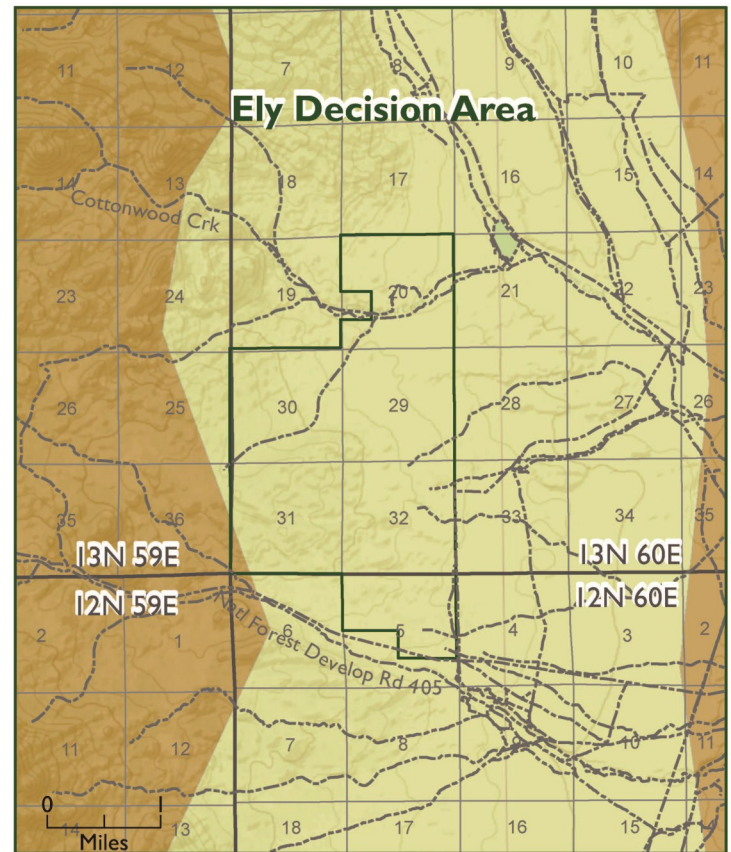 11 12 7 8 9 10 11
Ely Decision Area
14 13 18 17 16 15 14
Cottonwood Crk
23 24 19 20 21 22 23
26 25 30 29 28 27 26
35 36 31 32 33 34 35
13N 59E 13N 60E
12N 59E 12N 60E
2 1 6 5 4 3 2
Natl Forest Develop Rd 405
11 12 7 8 9 10 11
0 1
Miles
14 13 18 17 16 15 14